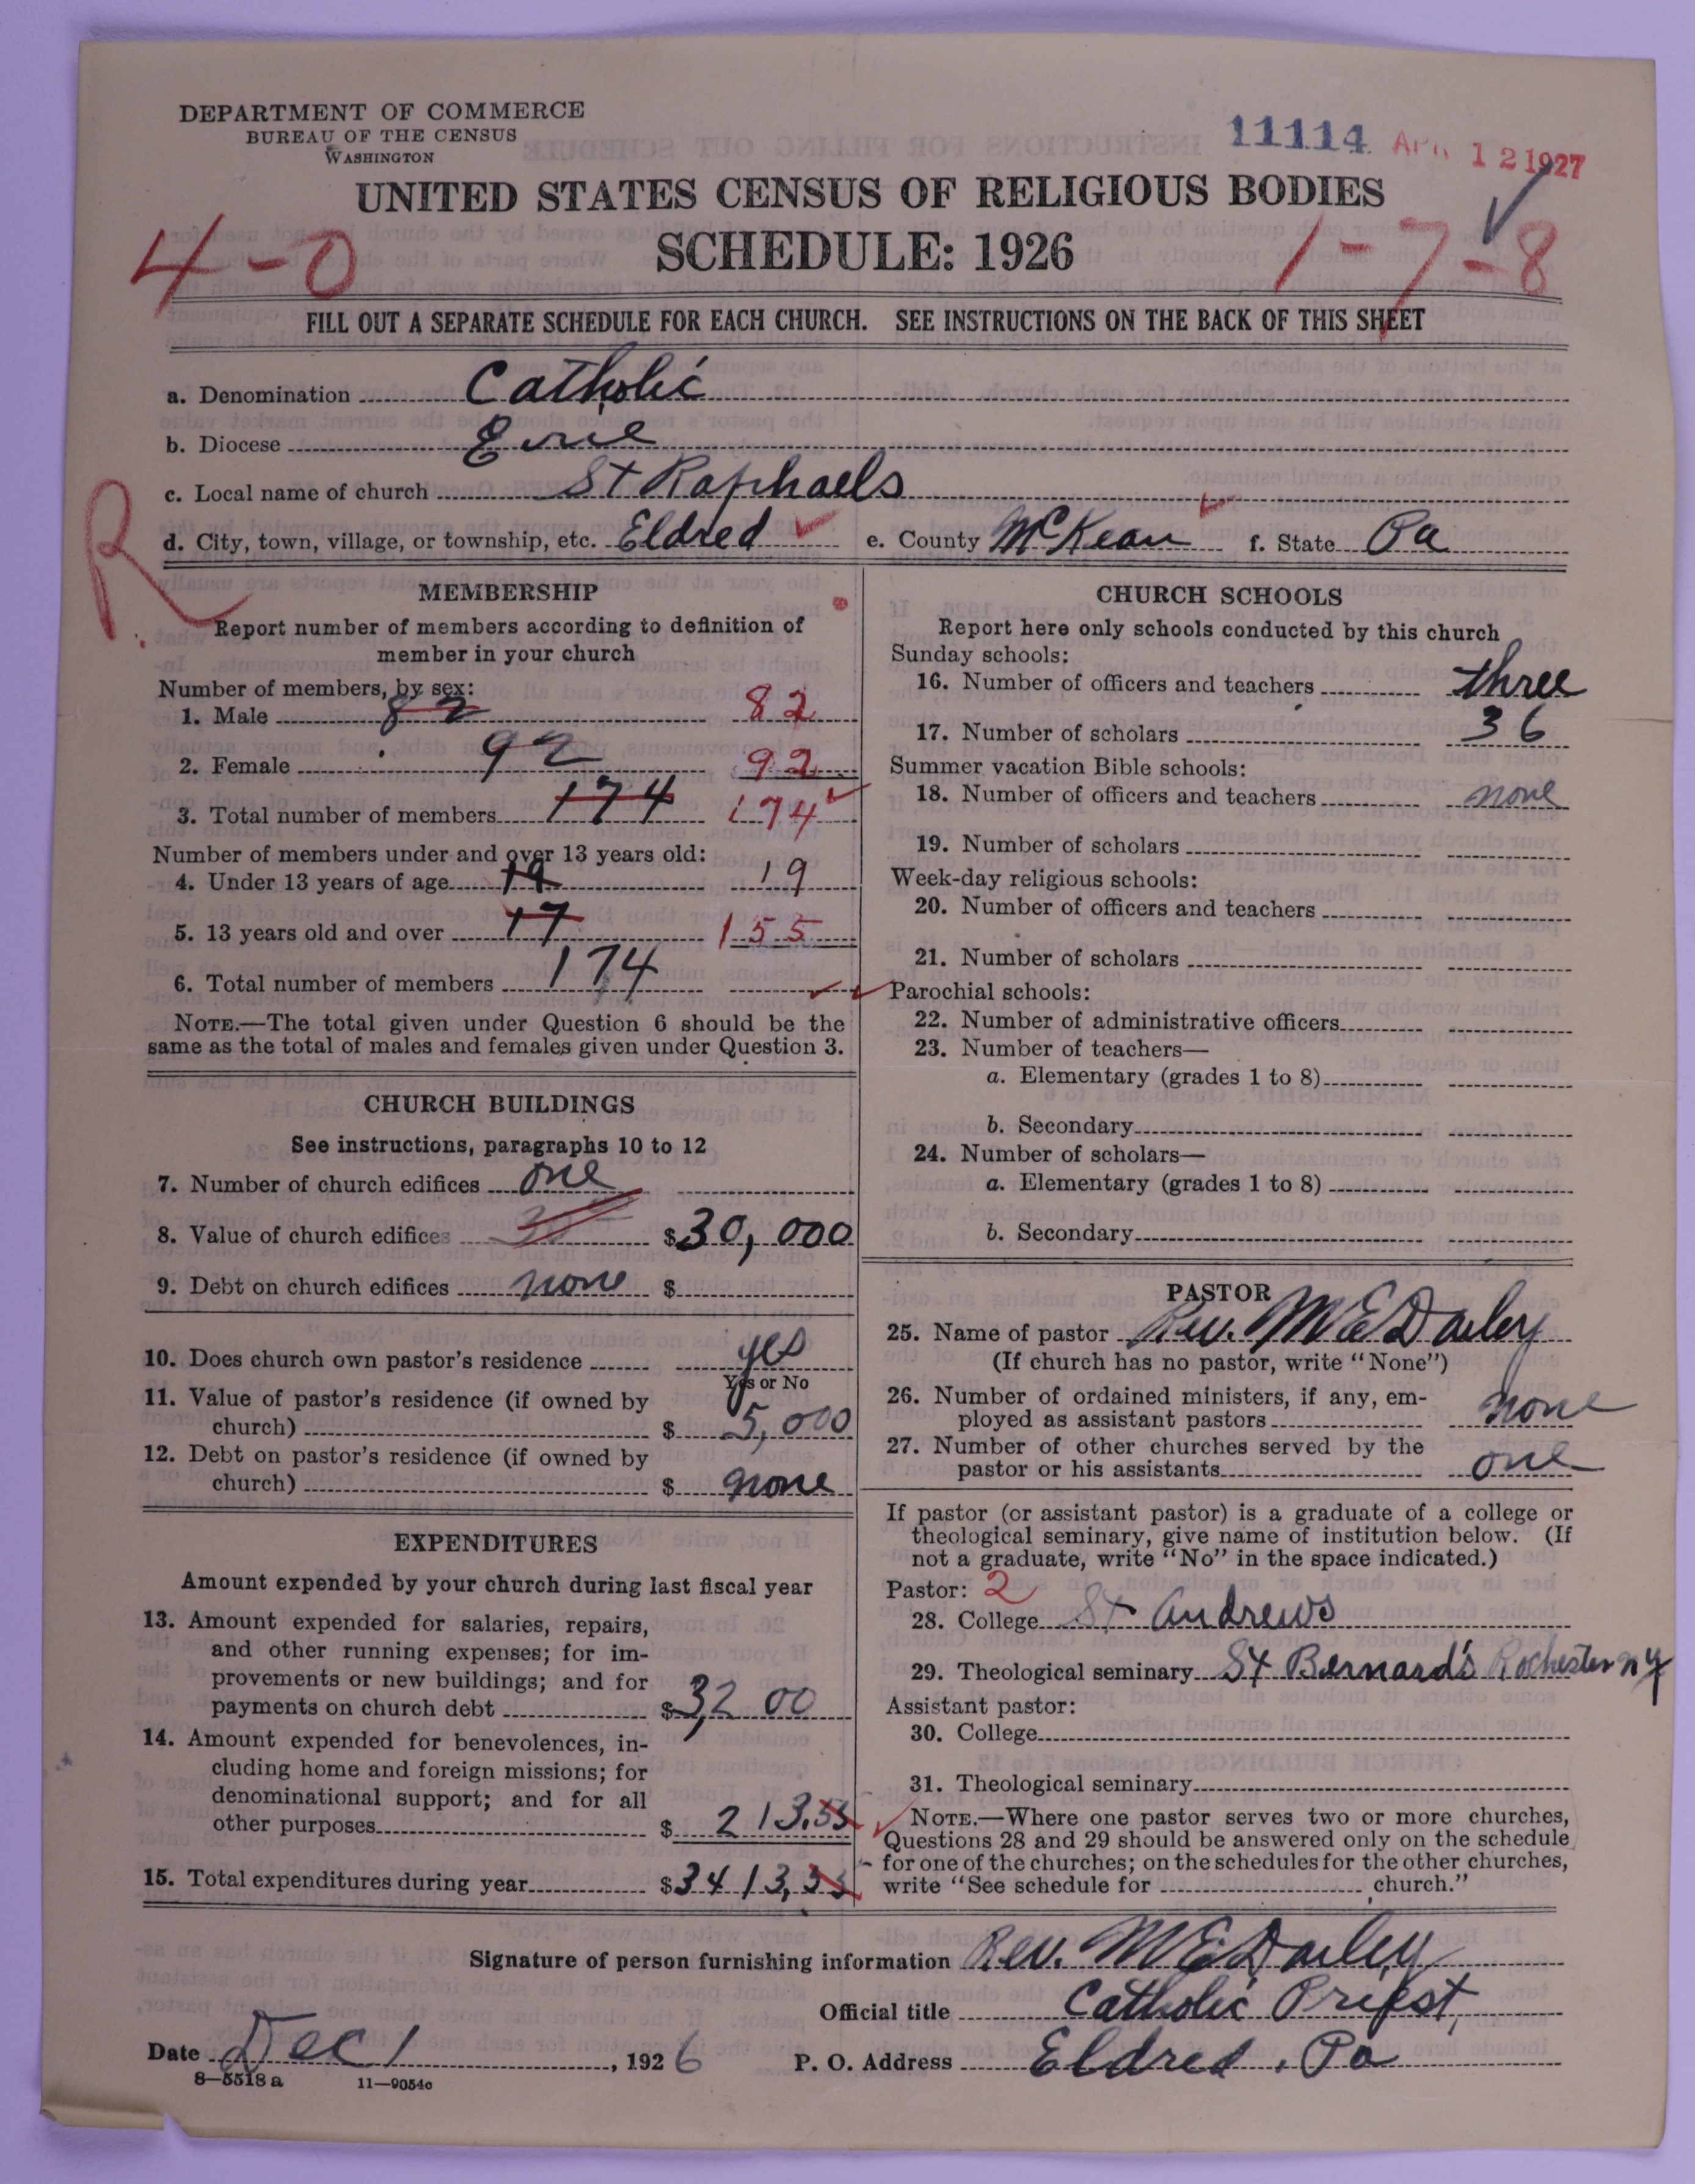 DEPARTMENT OF COMMERCE
BUREAU OF THE CENSUS
WASHINGTON
11114 APR 12 1927
UNITED STATES CENSUS OF RELIGIOUS BODIES
SCHEDULE: 1926
4-0
1-7-8
FILL OUT A SEPARATE SCHEDULE FOR EACH CHURCH. SEE INSTRUCTIONS ON THE BACK OF THIS SHEET
a. Denomination Catholic
b. Diocese Erie
c. Local name of church St Raphaels
d. City, town, village, or township, etc. Eldred e. County McKean f. State Pa
R
MEMBERSHIP
Report number of members according to definition of
member in your church
Number of members, by sex:
1. Male 82 82
2. Female 92 92
3. Total number of members 174 174
Number of members under and over 13 years old:
4. Under 13 years of age 19 19
5. 13 years old and over 17 155
6. Total number of members 174
NOTE.—The total given under Question 6 should be the
same as the total of males and females given under Question 3.
CHURCH BUILDINGS
See instructions, paragraphs 10 to 12
7. Number of church edifices one
8. Value of church edifices $30,000
9. Debt on church edifices none $
10. Does church own pastor's residence yes
Yes or No
11. Value of pastor's residence (if owned by
church) $ 5,000
12. Debt on pastor's residence (if owned by
church) $ none
EXPENDITURES
Amount expended by your church during last fiscal year
13. Amount expended for salaries, repairs,
and other running expenses; for im-
provements or new buildings; and for
payments on church debt $3,200
14. Amount expended for benevolences, in-
cluding home and foreign missions; for
denominational support; and for all
other purposes $ 213.55
15. Total expenditures during year $3413,35
CHURCH SCHOOLS
Report here only schools conducted by this church
Sunday schools:
16. Number of officers and teachers three
17. Number of scholars 36
Summer vacation Bible schools:
18. Number of officers and teachers none
19. Number of scholars
Week-day religious schools:
20. Number of officers and teachers
21. Number of scholars
Parochial schools:
22. Number of administrative officers
23. Number of teachers—
a. Elementary (grades 1 to 8)
b. Secondary
24. Number of scholars—
a. Elementary (grades 1 to 8)
b. Secondary
PASTOR
25. Name of pastor Rev. M E Dailey
(If church has no pastor, write "None")
26. Number of ordained ministers, if any, em-
ployed as assistant pastors none
27. Number of other churches served by the
pastor or his assistants one
If pastor (or assistant pastor) is a graduate of a college or
theological seminary, give name of institution below. (If
not a graduate, write "No" in the space indicated.)
Pastor: 2
28. College St Andrews
29. Theological seminary St Bernard's Rochester NY
Assistant pastor:
30. College
31. Theological seminary
NOTE.—Where one pastor serves two or more churches,
Questions 28 and 29 should be answered only on the schedule
for one of the churches; on the schedules for the other churches,
write "See schedule for church."
Signature of person furnishing information Rev. M E Dailey
Official title Catholic Priest,
Date Dec 1, 1926 P. O. Address Eldred, Pa
8—5518 a 11—9054c